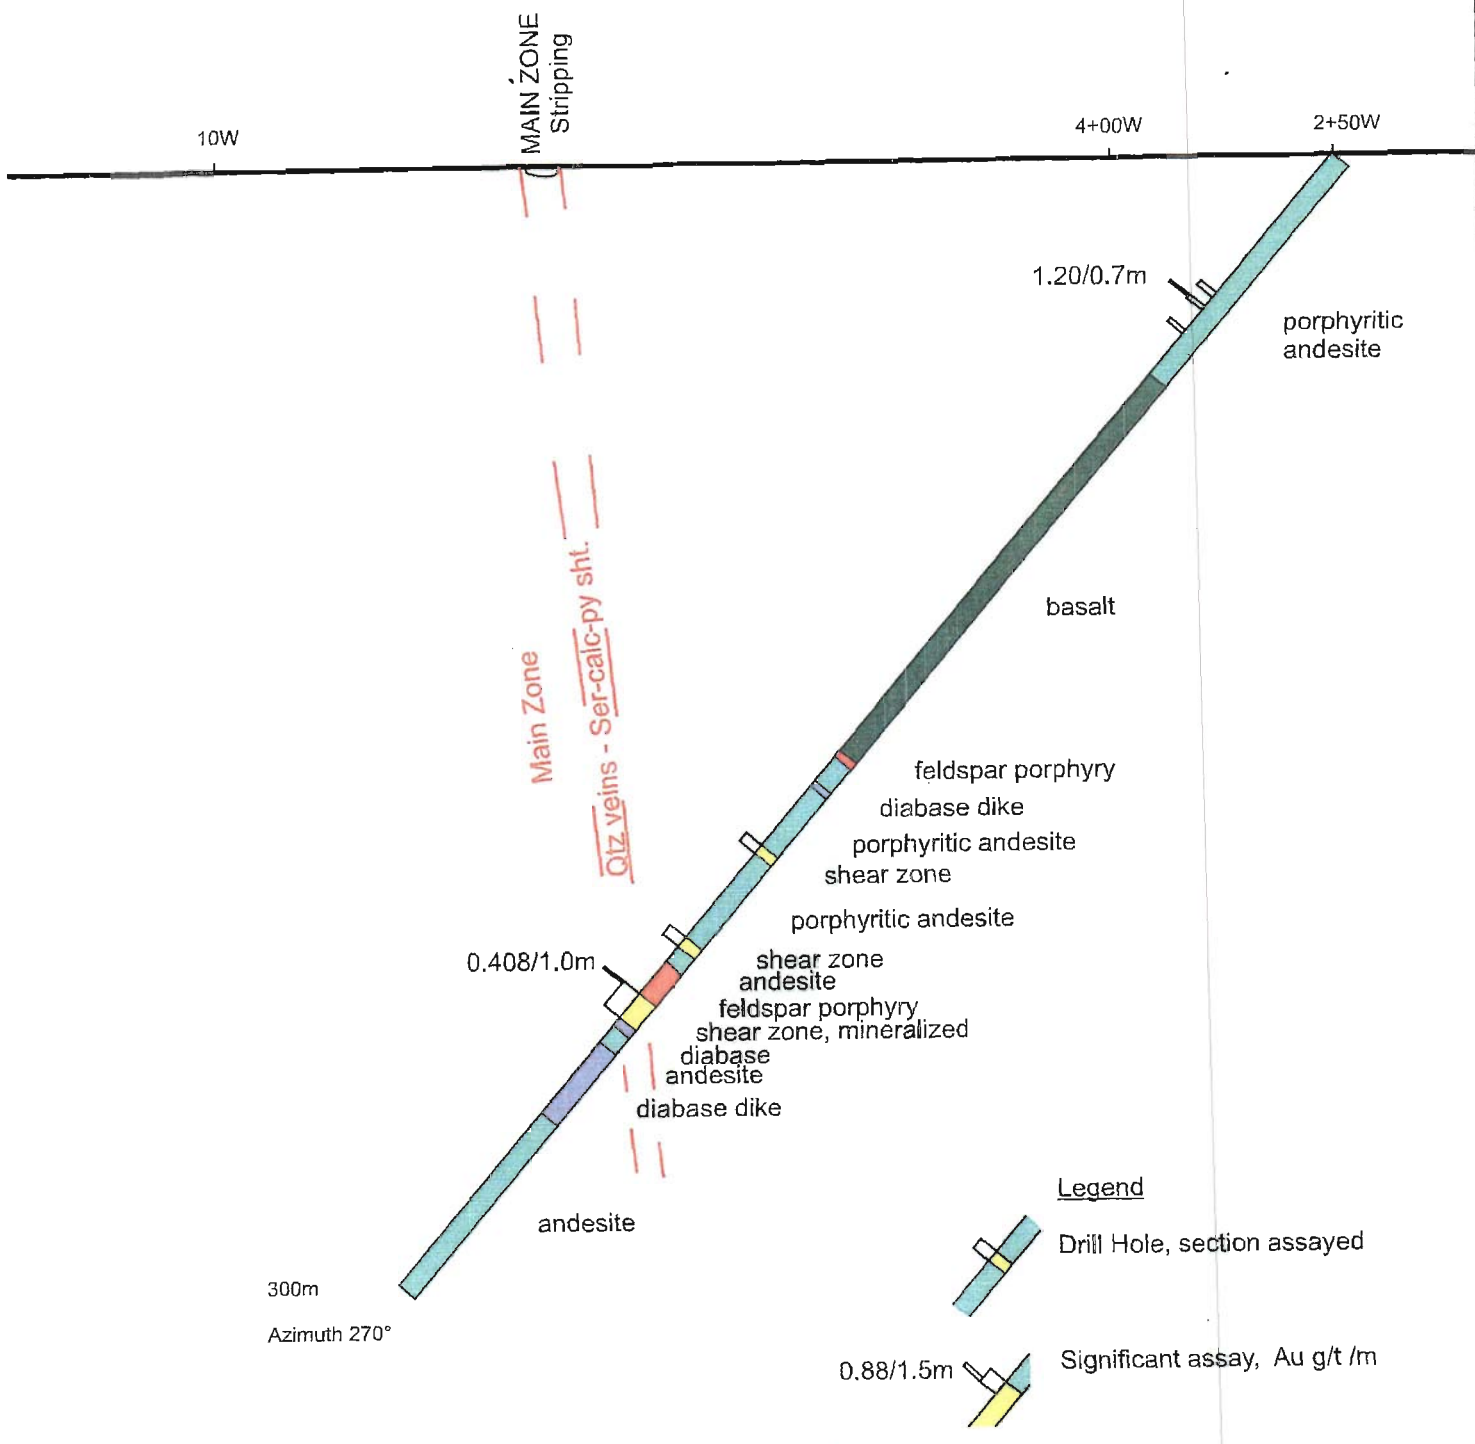 MAIN ZONE
Stripping
10W
4+00W
2+50W
1.20/0.7m
porphyritic
andesite
basalt
Main Zone
Qtz veins - Ser-calc-py sht.
feldspar porphyry
diabase dike
porphyritic andesite
shear zone
porphyritic andesite
0.408/1.0m
shear zone
andesite
feldspar porphyry
shear zone, mineralized
diabase
andesite
diabase dike
andesite
300m
Azimuth 270°
Legend
Drill Hole, section assayed
0.88/1.5m
Significant assay, Au g/t /m